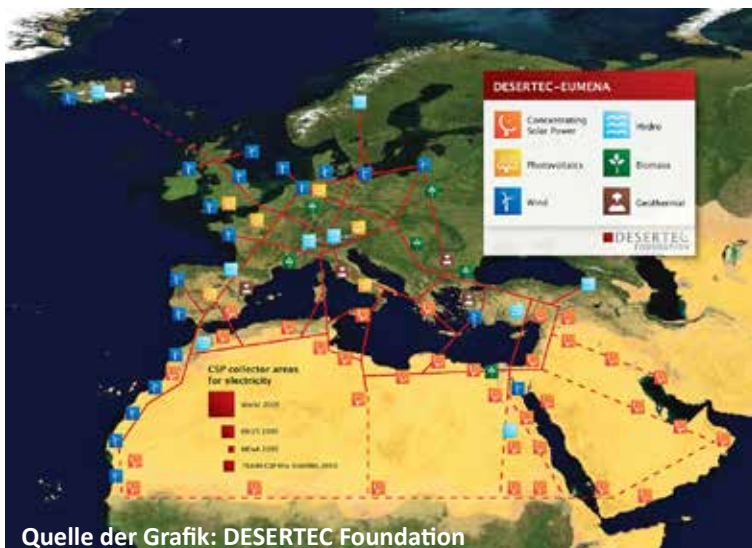 DESERTEC-EUMENA
Concentrating
Solar Power
Hydro
Photovoltaics
Biomass
Wind
Geothermal
DESERTEC
FOUNDATION
CSP collector areas
for electricity
World 2005
2005
MENA 2005
Quelle der Grafik: DESERTEC Foundation